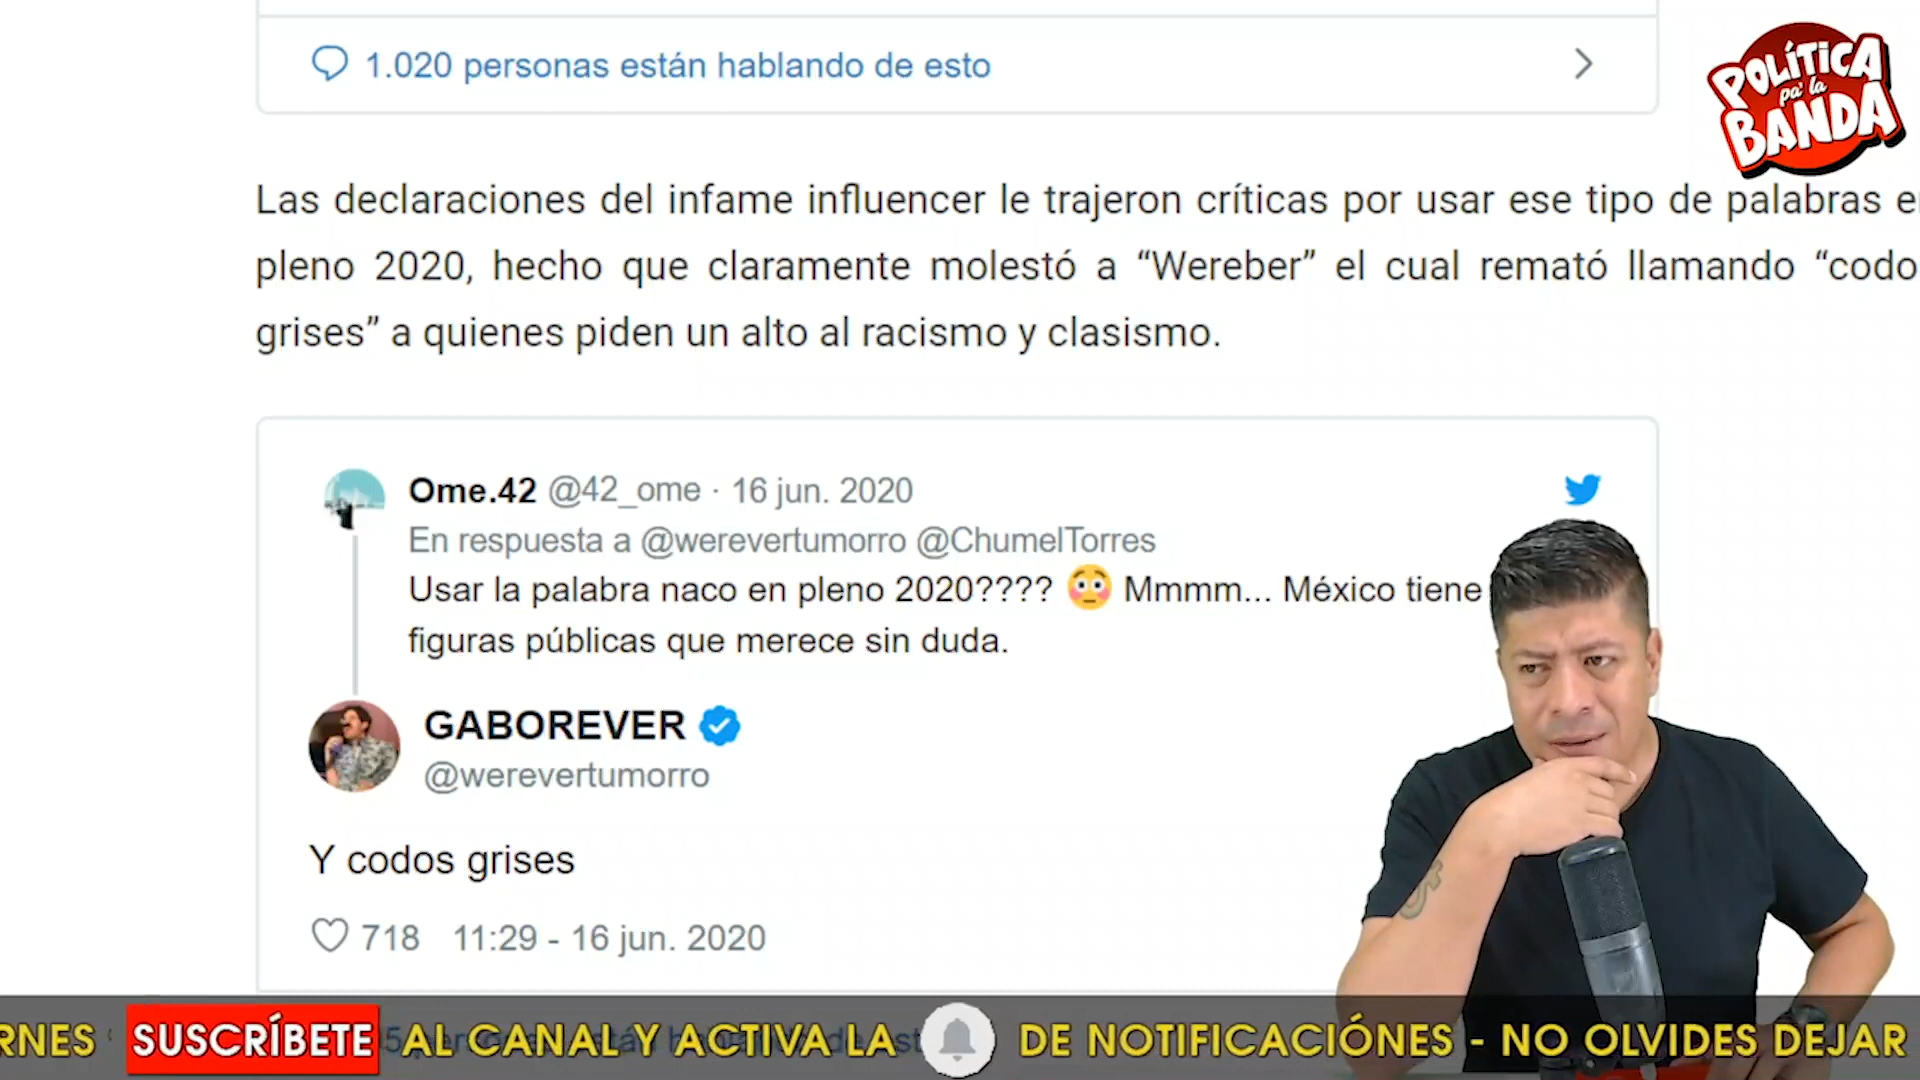 1.020 personas están hablando de esto
POLÍTICA
pa' la
BANDA
Las declaraciones del infame influencer le trajeron críticas por usar ese tipo de palabras
pleno 2020, hecho que claramente molestó a “Wereber” el cual remató llamando “codo
grises” a quienes piden un alto al racismo y clasismo.
Ome.42 @42_ome · 16 jun. 2020
En respuesta a @werevertumorro @ChumelTorres
Usar la palabra naco en pleno 2020???? 😳 Mmmm... México tiene
figuras públicas que merece sin duda.
GABOREVER
@werevertumorro
Y codos grises
718 11:29 - 16 jun. 2020
RNES SUSCRÍBETE AL CANAL Y ACTIVA LA DE NOTIFICACIÓNES - NO OLVIDES DEJAR